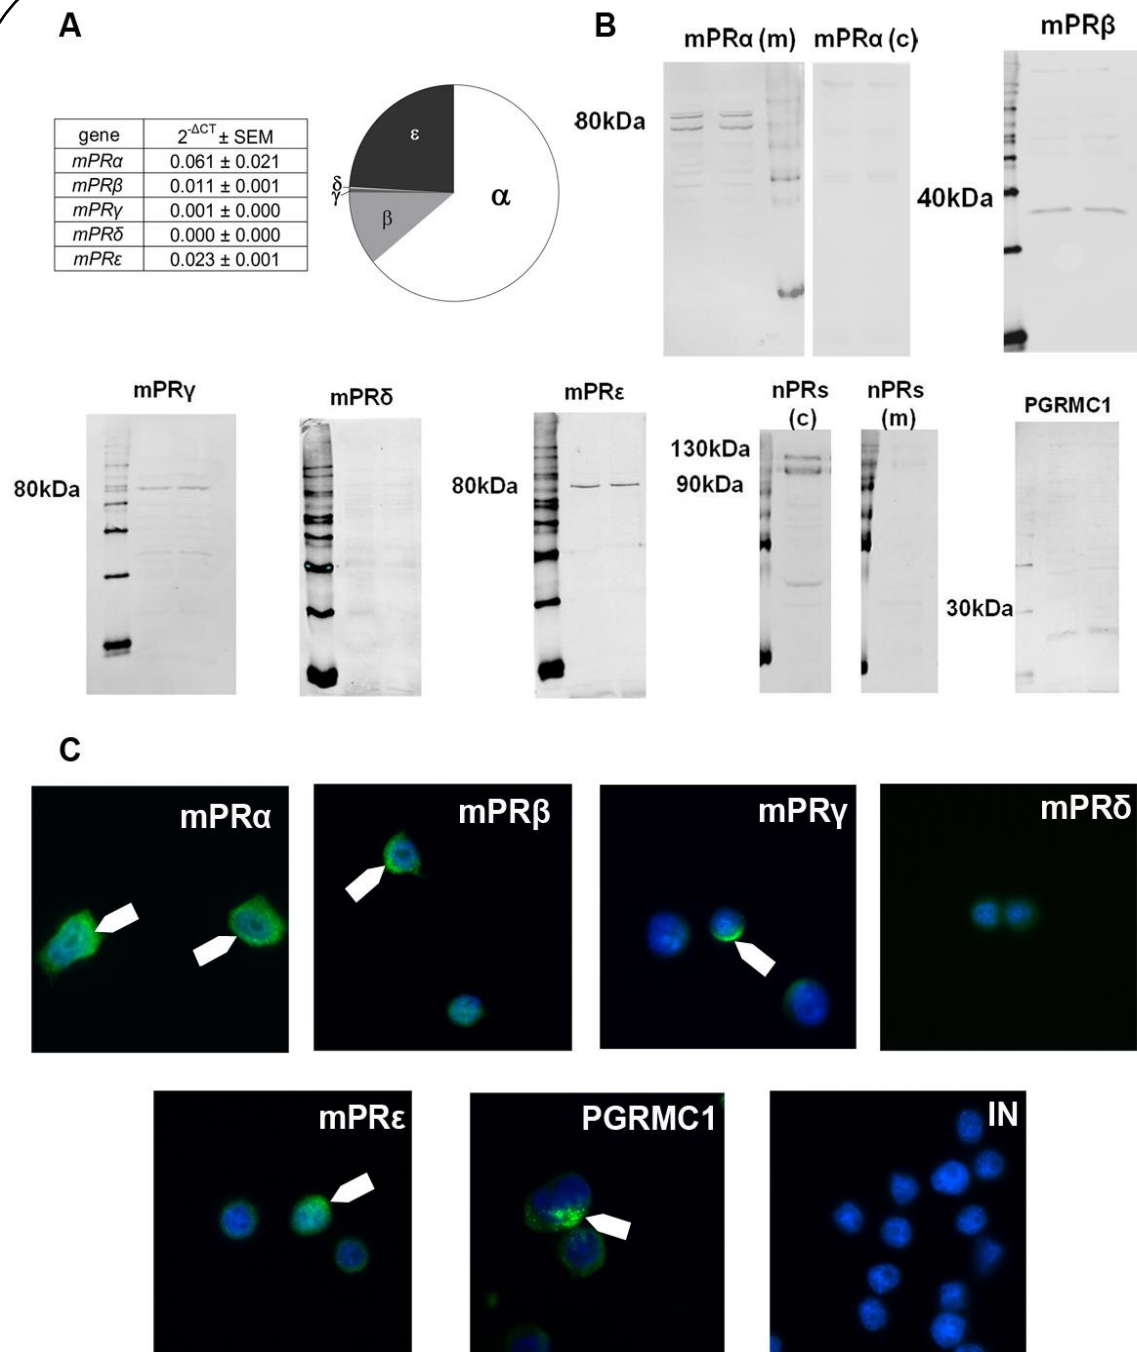 A
gene 2^-ΔCT ± SEM
mPRα 0.061 ± 0.021
mPRβ 0.011 ± 0.001
mPRγ 0.001 ± 0.000
mPRδ 0.000 ± 0.000
mPRε 0.023 ± 0.001
ε
δ
γ
β
α
B
mPRα (m) mPRα (c)
mPRβ
80kDa
40kDa
mPRγ
mPRδ
mPRε
nPRs
(c)
nPRs
(m)
PGRMC1
80kDa
80kDa
130kDa
90kDa
30kDa
C
mPRα
mPRβ
mPRγ
mPRδ
mPRε
PGRMC1
IN